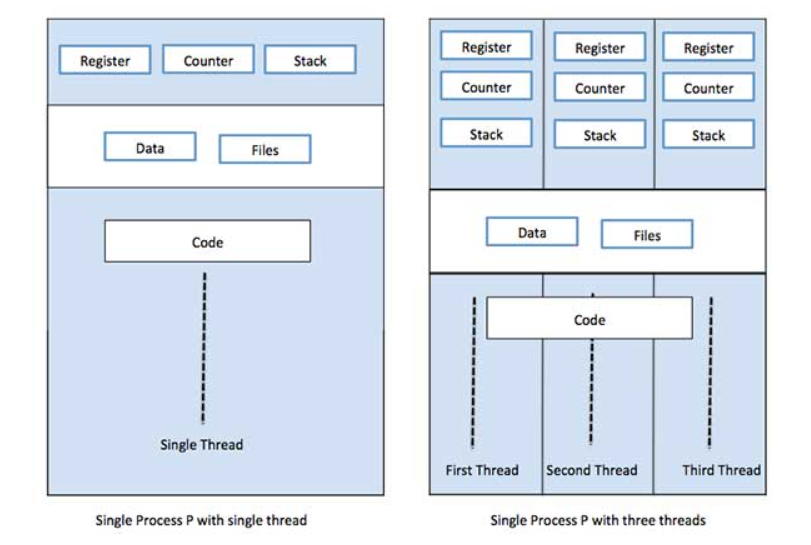 Register Counter Stack
Data Files
Code
Single Thread
Single Process P with single thread
Register Register Register
Counter Counter Counter
Stack Stack Stack
Data Files
Code
First Thread Second Thread Third Thread
Single Process P with three threads